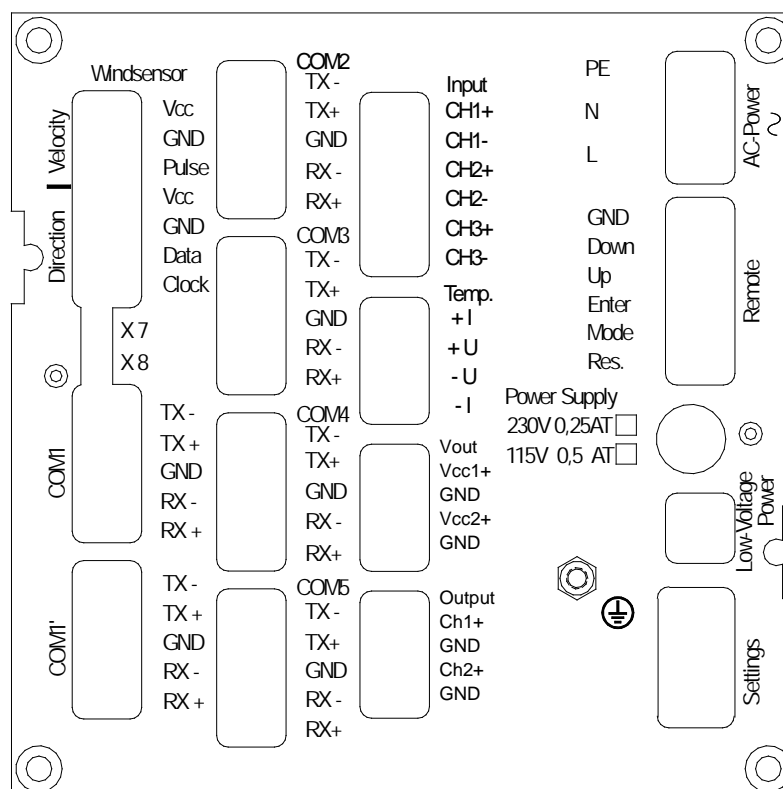 Windsensor
Velocity
Direction
Vcc
GND
Pulse
Vcc
GND
Data
Clock
X7
X8
COM1
TX -
TX +
GND
RX -
RX +
COM1'
TX -
TX +
GND
RX -
RX +
COM2
TX -
TX+
GND
RX -
RX+
COM3
TX -
TX+
GND
RX -
RX+
COM4
TX -
TX+
GND
RX -
RX+
COM5
TX -
TX+
GND
RX -
RX+
Input
CH1+
CH1-
CH2+
CH2-
CH3+
CH3-
Temp.
+ I
+ U
- U
- I
Vout
Vcc1+
GND
Vcc2+
GND
Output
Ch1+
GND
Ch2+
GND
PE
N
L
AC-Power
GND
Down
Up
Enter
Mode
Res.
Remote
Power Supply
230V 0,25AT
115V 0,5 AT
Low-Voltage
Power
Settings